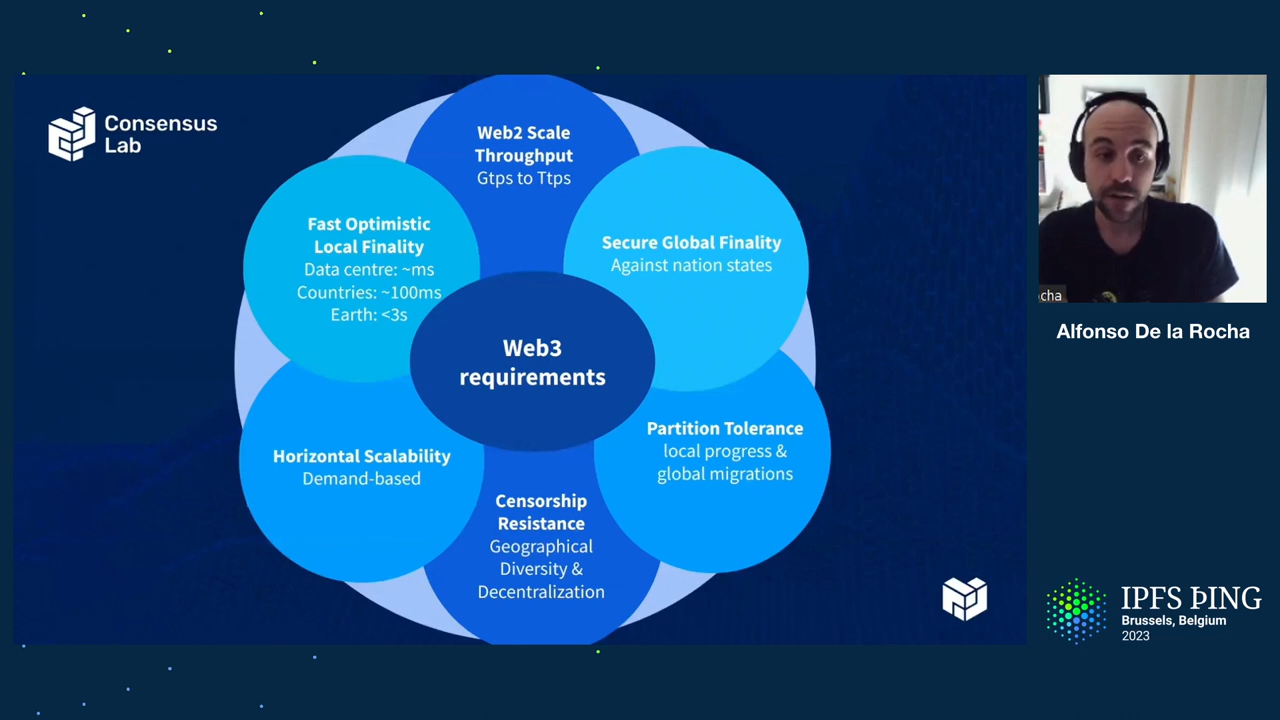 Consensus
Lab
Web2 Scale
Throughput
Gtps to Ttps
Fast Optimistic
Local Finality
Data centre: ~ms
Countries: ~100ms
Earth: <3s
Secure Global Finality
Against nation states
Web3
requirements
Horizontal Scalability
Demand-based
Partition Tolerance
local progress &
global migrations
Censorship
Resistance
Geographical
Diversity &
Decentralization
cha
Alfonso De la Rocha
IPFS ÞING
Brussels, Belgium
2023